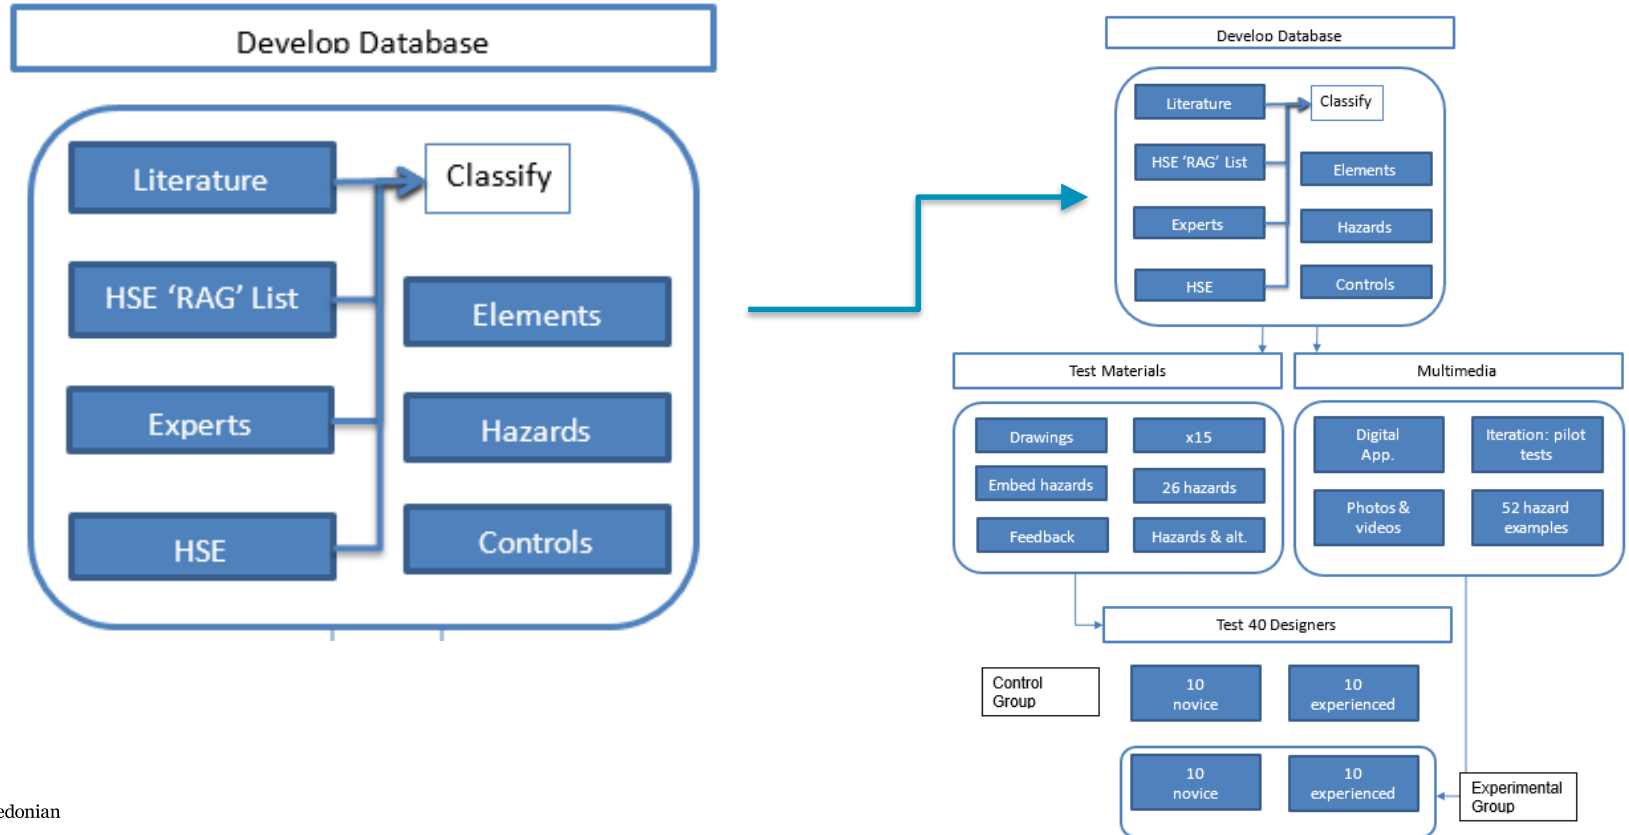 Develop Database
Literature
Classify
HSE ‘RAG’ List
Elements
Experts
Hazards
HSE
Controls
Develop Database
Literature
Classify
HSE ‘RAG’ List
Elements
Experts
Hazards
HSE
Controls
Test Materials
Multimedia
Drawings
x15
Embed hazards
26 hazards
Feedback
Hazards & alt.
Digital
App.
Iteration: pilot
tests
Photos &
videos
52 hazard
examples
Test 40 Designers
Control
Group
10
novice
10
experienced
10
novice
10
experienced
Experimental
Group
edonian